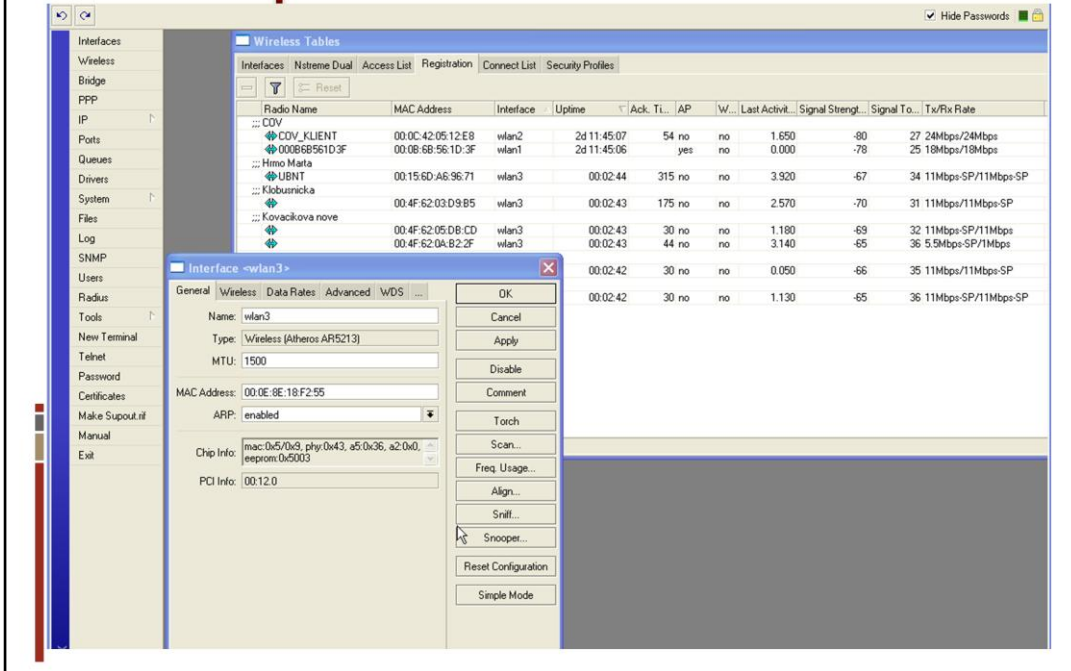 Hide Passwords
Interfaces
Wireless
Bridge
PPP
IP
Ports
Queues
Drivers
System
Files
Log
SNMP
Users
Radius
Tools
New Terminal
Telnet
Password
Certificates
Make Supout.rif
Manual
Exit
Wireless Tables
Interfaces Nstreme Dual Access List Registration Connect List Security Profiles
Reset
Radio Name MAC Address Interface Uptime Ack. Ti... AP W... Last Activit... Signal Strengt... Signal To... Tx/Rx Rate
;;; COV
COV_KLIENT 00:0C:42:05:12:E8 wlan2 2d 11:45:07 54 no no 1.650 -80 27 24Mbps/24Mbps
000B6B561D3F 00:0B:6B:56:1D:3F wlan1 2d 11:45:06 yes no 0.000 -78 25 18Mbps/18Mbps
;;; Hrno Marta
UBNT 00:15:6D:A6:96:71 wlan3 00:02:44 315 no no 3.920 -67 34 11Mbps-SP/11Mbps-SP
;;; Klobusnicka
00:4F:62:03:D9:B5 wlan3 00:02:43 175 no no 2.570 -70 31 11Mbps/11Mbps-SP
;;; Kovacikova nove
00:4F:62:05:DB:CD wlan3 00:02:43 30 no no 1.180 -69 32 11Mbps-SP/11Mbps
00:4F:62:0A:B2:2F wlan3 00:02:43 44 no no 3.140 -65 36 5.5Mbps-SP/1Mbps
00:02:42 30 no no 0.050 -66 35 11Mbps/11Mbps-SP
00:02:42 30 no no 1.130 -65 36 11Mbps-SP/11Mbps-SP
Interface <wlan3>
General Wireless Data Rates Advanced WDS ...
Name: wlan3
Type: Wireless (Atheros AR5213)
MTU: 1500
MAC Address: 00:0E:8E:18:F2:55
ARP: enabled
Chip Info: mac:0x5/0x9, phy:0x43, a5:0x36, a2:0x0, eeprom:0x5003
PCI Info: 00:12.0
OK
Cancel
Apply
Disable
Comment
Torch
Scan...
Freq. Usage...
Align...
Sniff...
Snooper...
Reset Configuration
Simple Mode